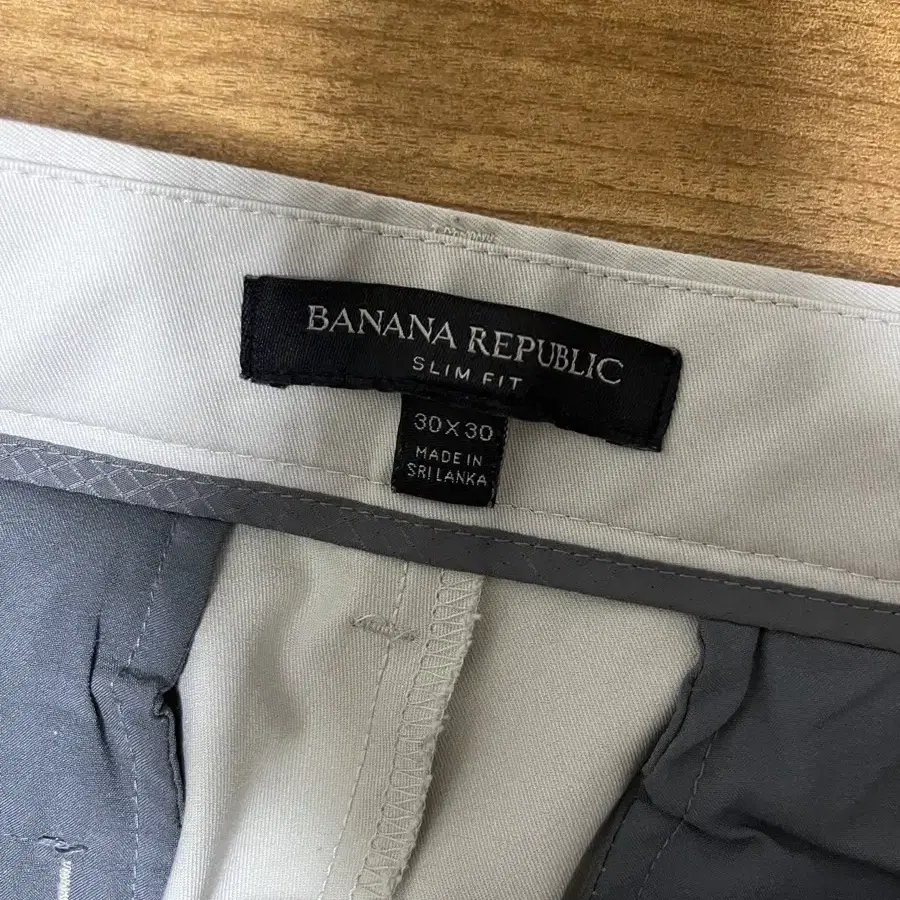 BANANA REPUBLIC
SLIM FIT
30X30
MADE IN
SRI LANKA